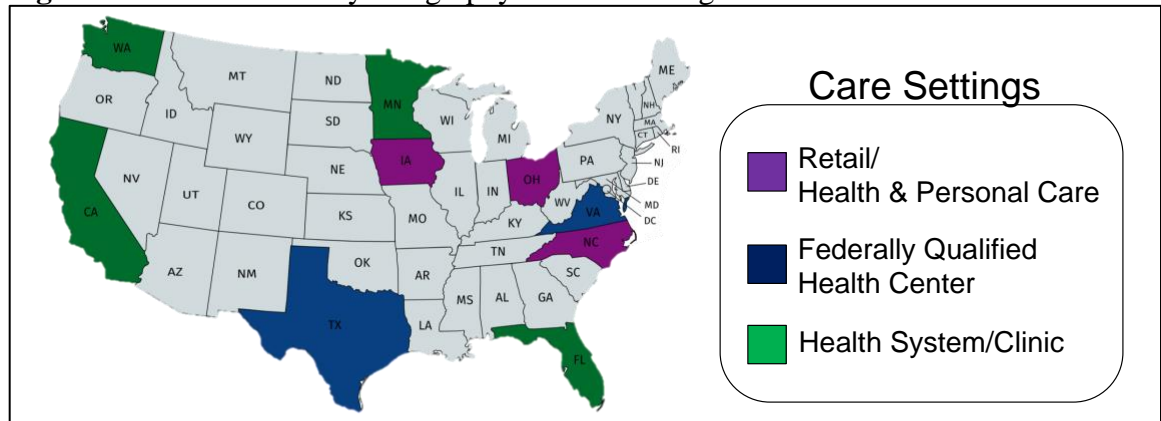 WA
MT
ND
MN
ME
OR
ID
SD
WI
NH
WY
MI
NY
MA
CT
RI
IA
NE
PA
NJ
NV
IL
IN
OH
DE
UT
CO
WV
MD
CA
KS
MO
KY
VA
DC
NC
TN
AZ
NM
OK
AR
SC
MS
AL
GA
TX
LA
FL
Care Settings
Retail/
Health & Personal Care
Federally Qualified
Health Center
Health System/Clinic